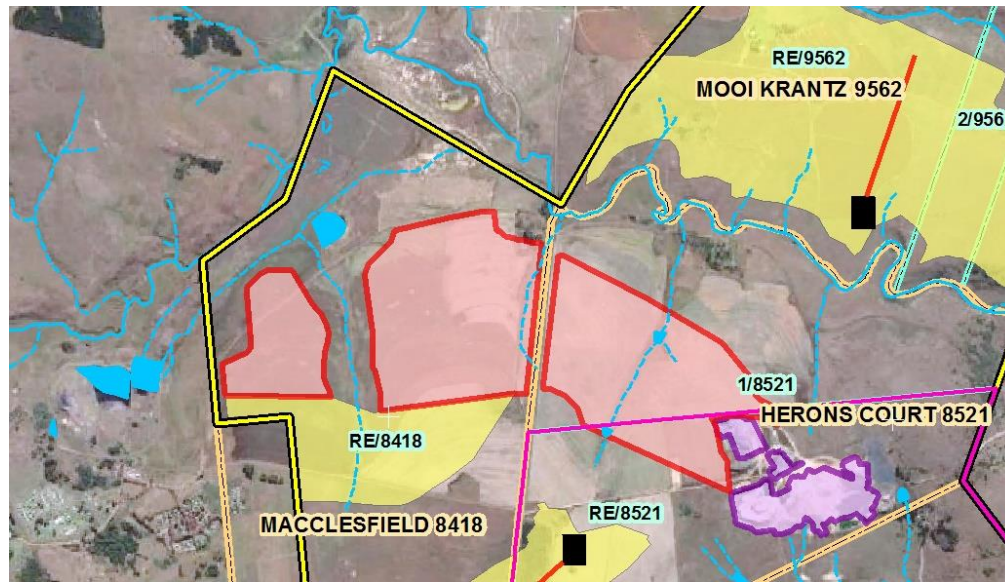 RE/9562
MOOI KRANTZ 9562
2/956
1/8521
HERONS COURT 8521
RE/8418
RE/8521
MACCLESFIELD 8418